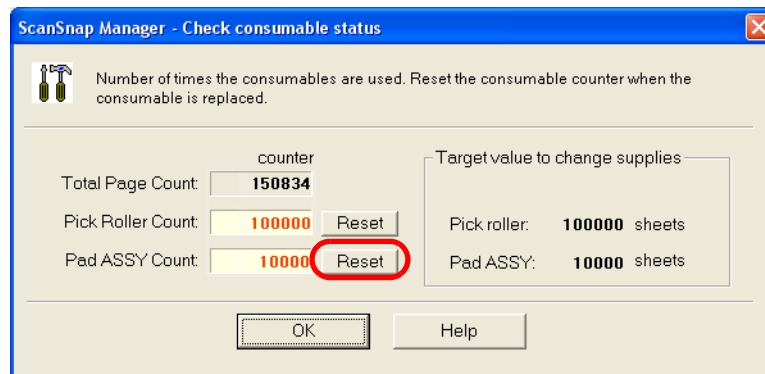 ScanSnap Manager - Check consumable status
Number of times the consumables are used. Reset the consumable counter when the
consumable is replaced.
counter
Total Page Count: 150834
Pick Roller Count: 100000 Reset
Pad ASSY Count: 10000 Reset
Target value to change supplies
Pick roller: 100000 sheets
Pad ASSY: 10000 sheets
OK Help